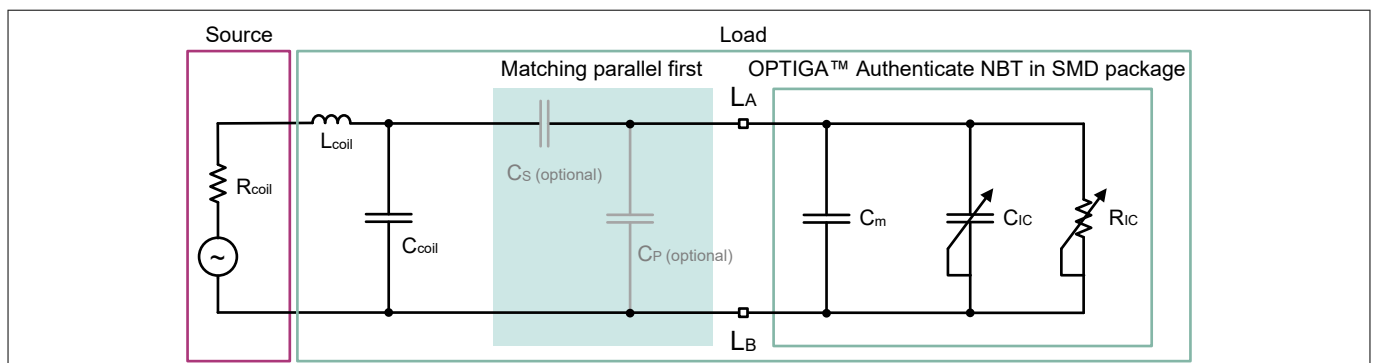 Source
Load
Matching parallel first
OPTIGA™ Authenticate NBT in SMD package
LA
Lcoil
CS (optional)
Rcoil
Cm
CIC
RIC
Ccoil
CP (optional)
~
LB